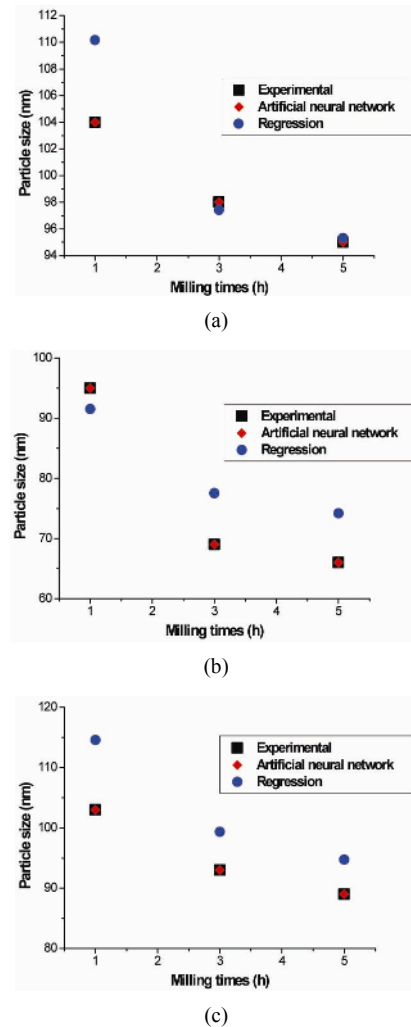 112
110
108
106
104
102
100
98
96
94
Particle size (nm)
Experimental
Artificial neural network
Regression
1 2 3 4 5
Milling times (h)
(a)
100
90
80
70
60
Particle size (nm)
Experimental
Artificial neural network
Regression
1 2 3 4 5
Milling times (h)
(b)
120
110
100
90
80
Particle size (nm)
Experimental
Artificial neural network
Regression
1 2 3 4 5
Milling times (h)
(c)